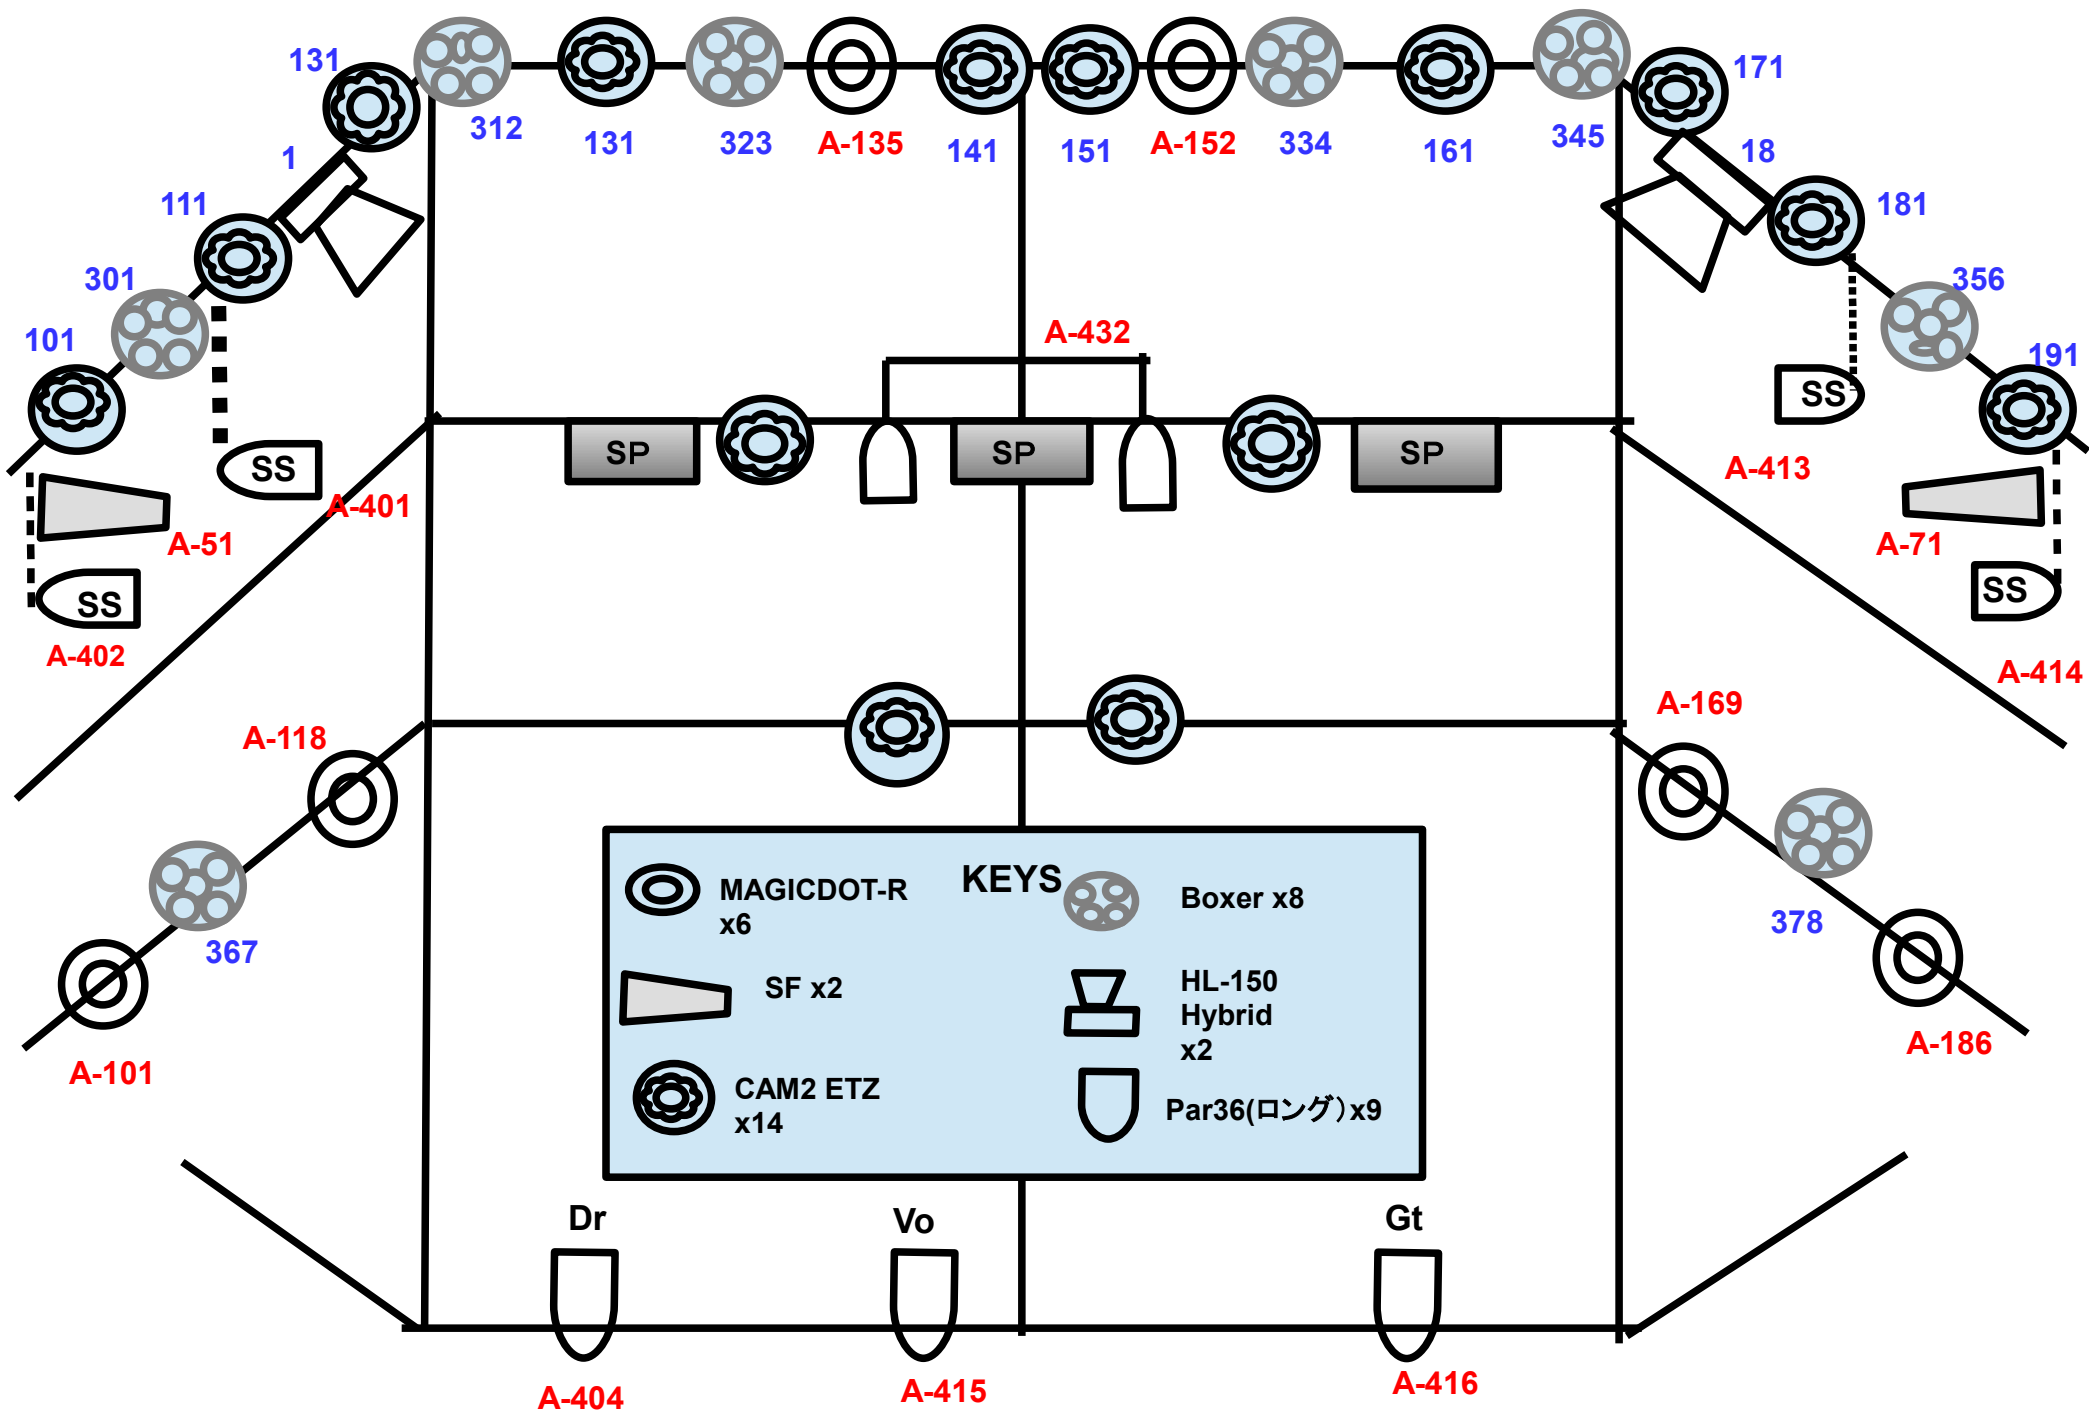 131
312
131
323
A-135
141
151
A-152
334
161
345
171
1
18
111
181
301
356
101
191
A-432
SS
SP
SP
SP
SS
A-413
A-401
A-51
A-71
SS
SS
A-402
A-414
A-118
A-169
367
378
A-101
A-186
KEYS
MAGICDOT-R
x6
Boxer x8
SF x2
HL-150
Hybrid
x2
CAM2 ETZ
x14
Par36(ロング）x9
Dr
Vo
Gt
A-404
A-415
A-416